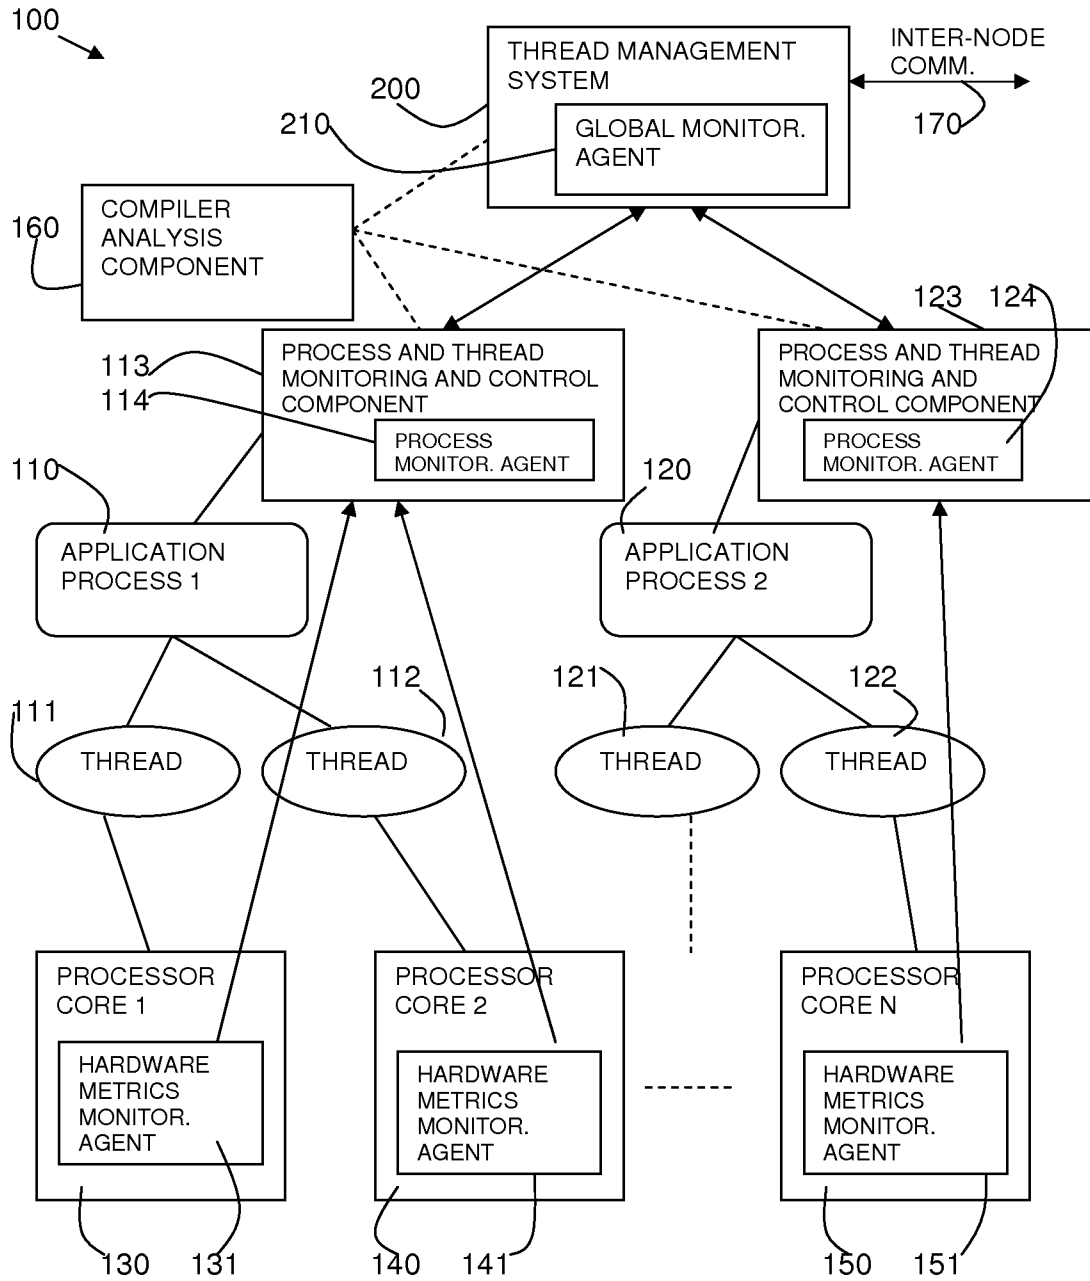 100
THREAD MANAGEMENT
SYSTEM
INTER-NODE
COMM.
200
210
GLOBAL MONITOR.
AGENT
170
COMPILER
ANALYSIS
COMPONENT
160
123
124
113
PROCESS AND THREAD
MONITORING AND CONTROL
COMPONENT
PROCESS AND THREAD
MONITORING AND
CONTROL COMPONENT
114
PROCESS
MONITOR. AGENT
PROCESS
MONITOR. AGENT
110
120
APPLICATION
PROCESS 1
APPLICATION
PROCESS 2
111
112
121
122
THREAD
THREAD
THREAD
THREAD
PROCESSOR
CORE 1
PROCESSOR
CORE 2
PROCESSOR
CORE N
HARDWARE
METRICS
MONITOR.
AGENT
HARDWARE
METRICS
MONITOR.
AGENT
HARDWARE
METRICS
MONITOR.
AGENT
130
131
140
141
150
151